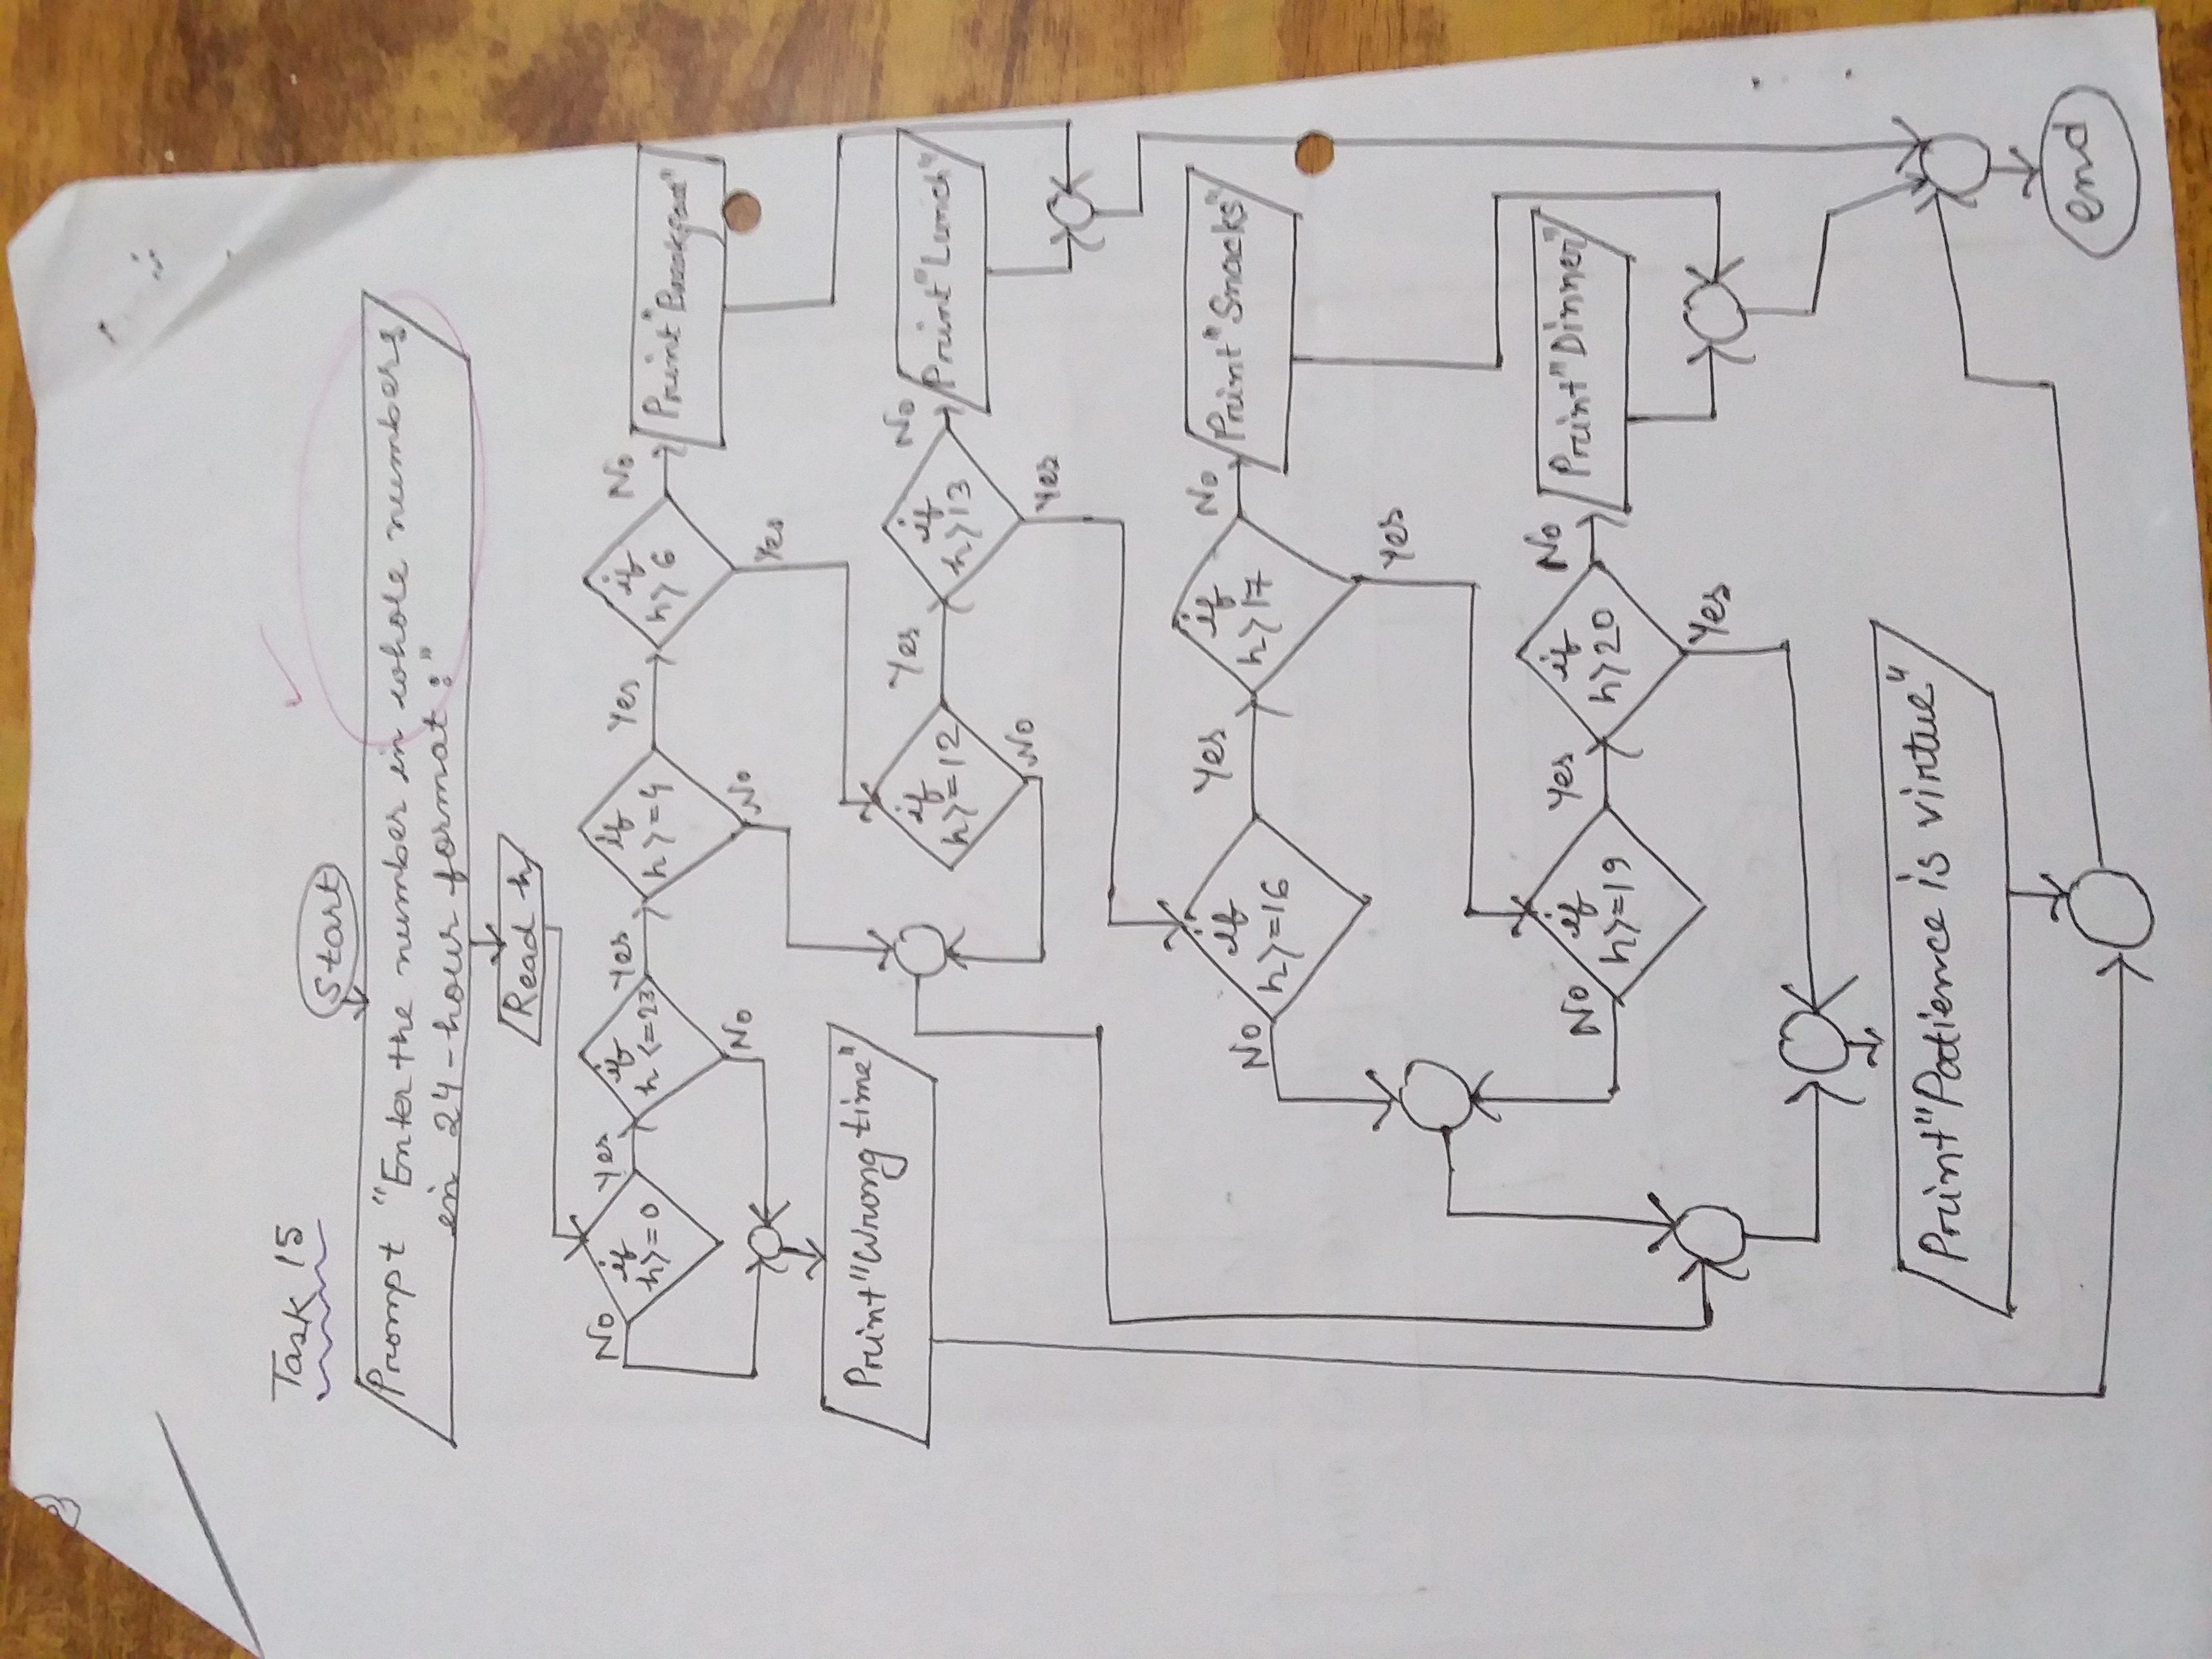 Task 15
Start
Prompt "Enter the number in whole numbers
in 24-hour format:"
Read h
No
if
h>=0
Yes
if
h<=23
Yes
No
if
h>=4
Yes
No
if
h>6
No
Yes
Print "Breakfast"
Print "Wrong time"
if
h>=12
Yes
No
if
h>13
No
Yes
Print "Lunch"
No
if
h>=16
Yes
if
h>17
No
Yes
Print "Snacks"
No
if
h>=19
Yes
if
h>20
No
Yes
Print "Dinner"
Print "Patience is virtue"
end